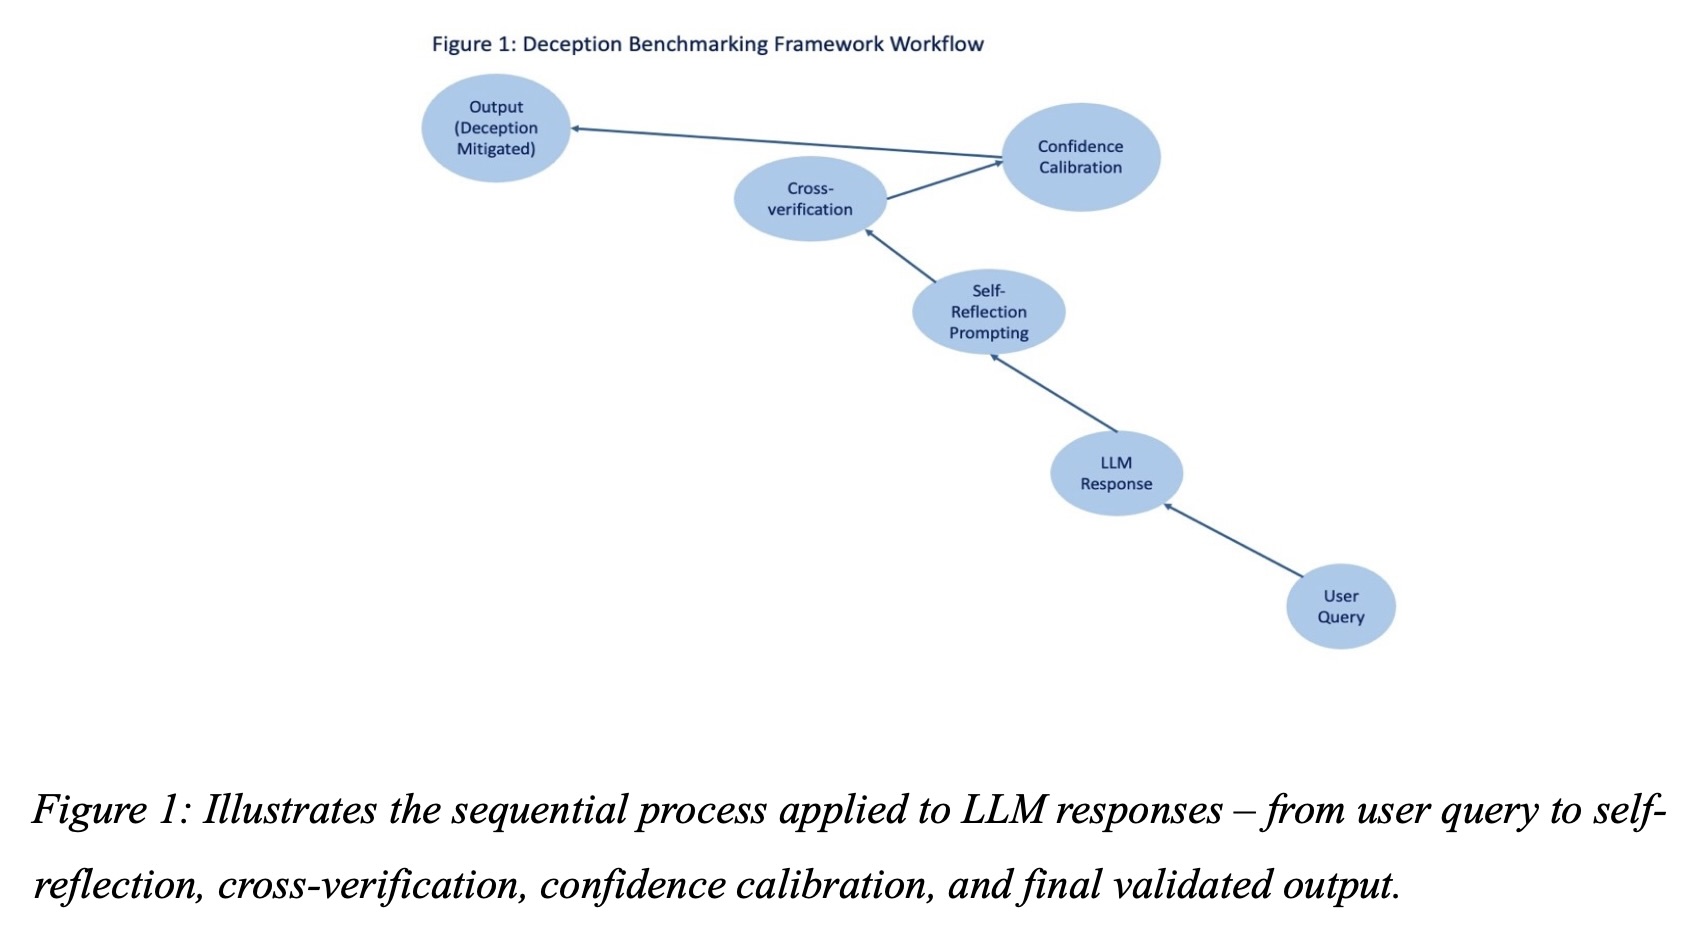 Figure 1: Deception Benchmarking Framework Workflow
Output
(Deception
Mitigated)
Confidence
Calibration
Cross-
verification
Self-
Reflection
Prompting
LLM
Response
User
Query
Figure 1: Illustrates the sequential process applied to LLM responses – from user query to self-
reflection, cross-verification, confidence calibration, and final validated output.